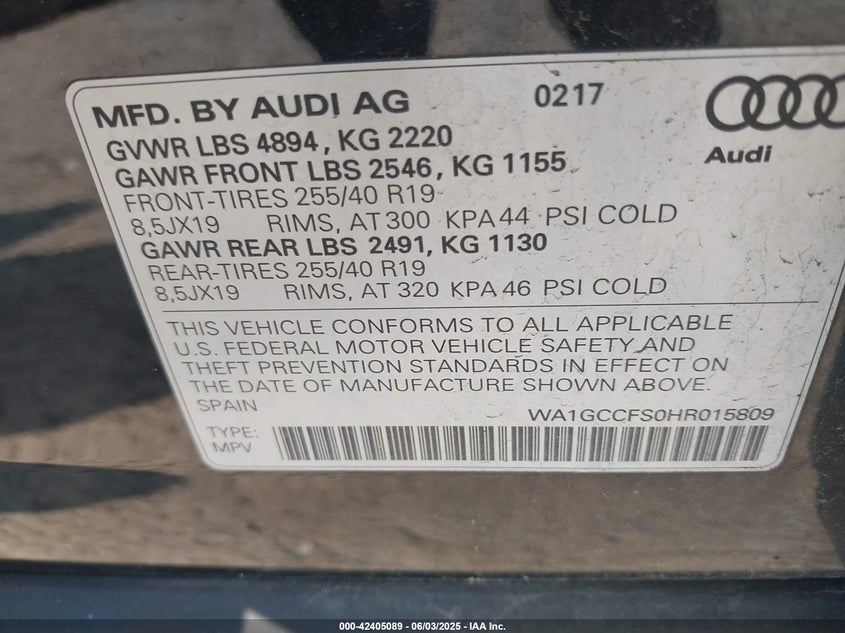 MFD. BY AUDI AG 0217
Audi
GVWR LBS 4894, KG 2220
GAWR FRONT LBS 2546, KG 1155
FRONT-TIRES 255/40 R19
8,5JX19 RIMS, AT 300 KPA 44 PSI COLD
GAWR REAR LBS 2491, KG 1130
REAR-TIRES 255/40 R19
8,5JX19 RIMS, AT 320 KPA 46 PSI COLD
THIS VEHICLE CONFORMS TO ALL APPLICABLE
U.S. FEDERAL MOTOR VEHICLE SAFETY AND
THEFT PREVENTION STANDARDS IN EFFECT ON
THE DATE OF MANUFACTURE SHOWN ABOVE.
SPAIN WA1GCCFS0HR015809
TYPE:
MPV
000-42405089 - 06/03/2025 - IAA Inc.